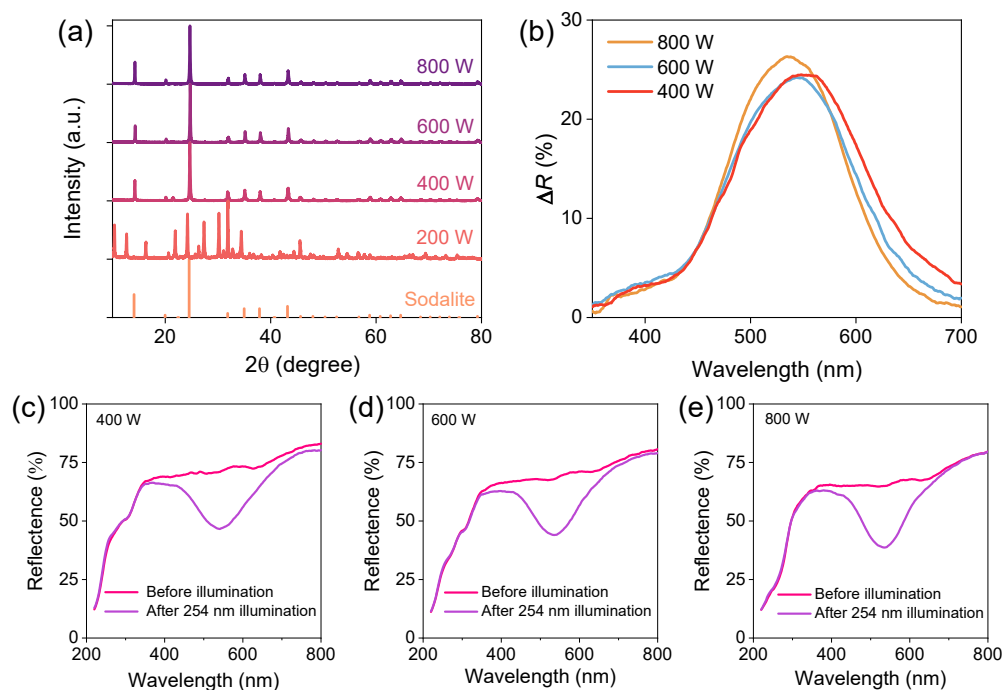 (a)
800 W
600 W
400 W
200 W
Sodalite
Intensity (a.u.)
20 40 60 80
2θ (degree)
(b)
800 W
600 W
400 W
30
20
10
0
ΔR (%)
400 500 600 700
Wavelength (nm)
(c)
400 W
100
75
50
25
0
Reflectence (%)
Before illumination
After 254 nm illumination
200 400 600 800
Wavelength (nm)
(d)
600 W
100
75
50
25
0
Reflectence (%)
Before illumination
After 254 nm illumination
200 400 600 800
Wavelength (nm)
(e)
800 W
100
75
50
25
0
Reflectence (%)
Before illumination
After 254 nm illumination
200 400 600 800
Wavelength (nm)